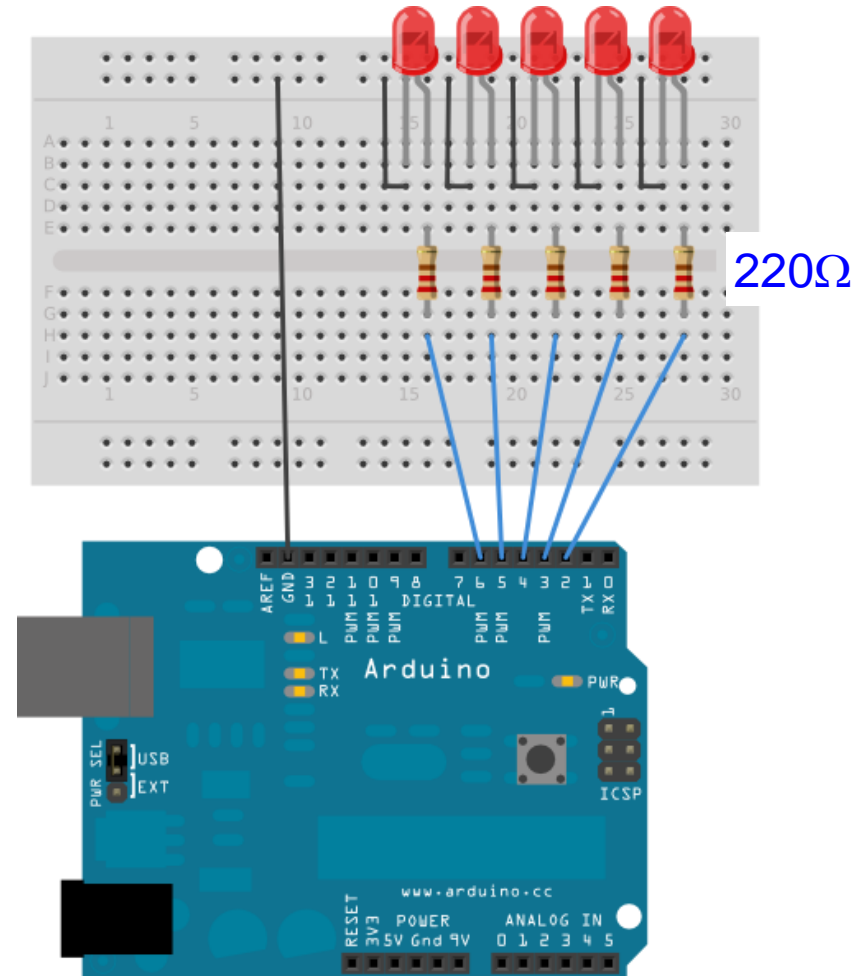 1 5 10 15 20 25 30
A
B
C
D
E
220Ω
F
G
H
I
J
1 5 10 15 20 25 30
AREF GND 13 12 11 10 9 8 7 6 5 4 3 2 1 0
PWM PWM PWM PWM PWM PWM TX RX
DIGITAL
L
TX
RX
Arduino
PWR
1
ICSP
PWR SEL
USB
EXT
www.arduino.cc
RESET 3V3 5V Gnd 9V
POWER
ANALOG IN
0 1 2 3 4 5